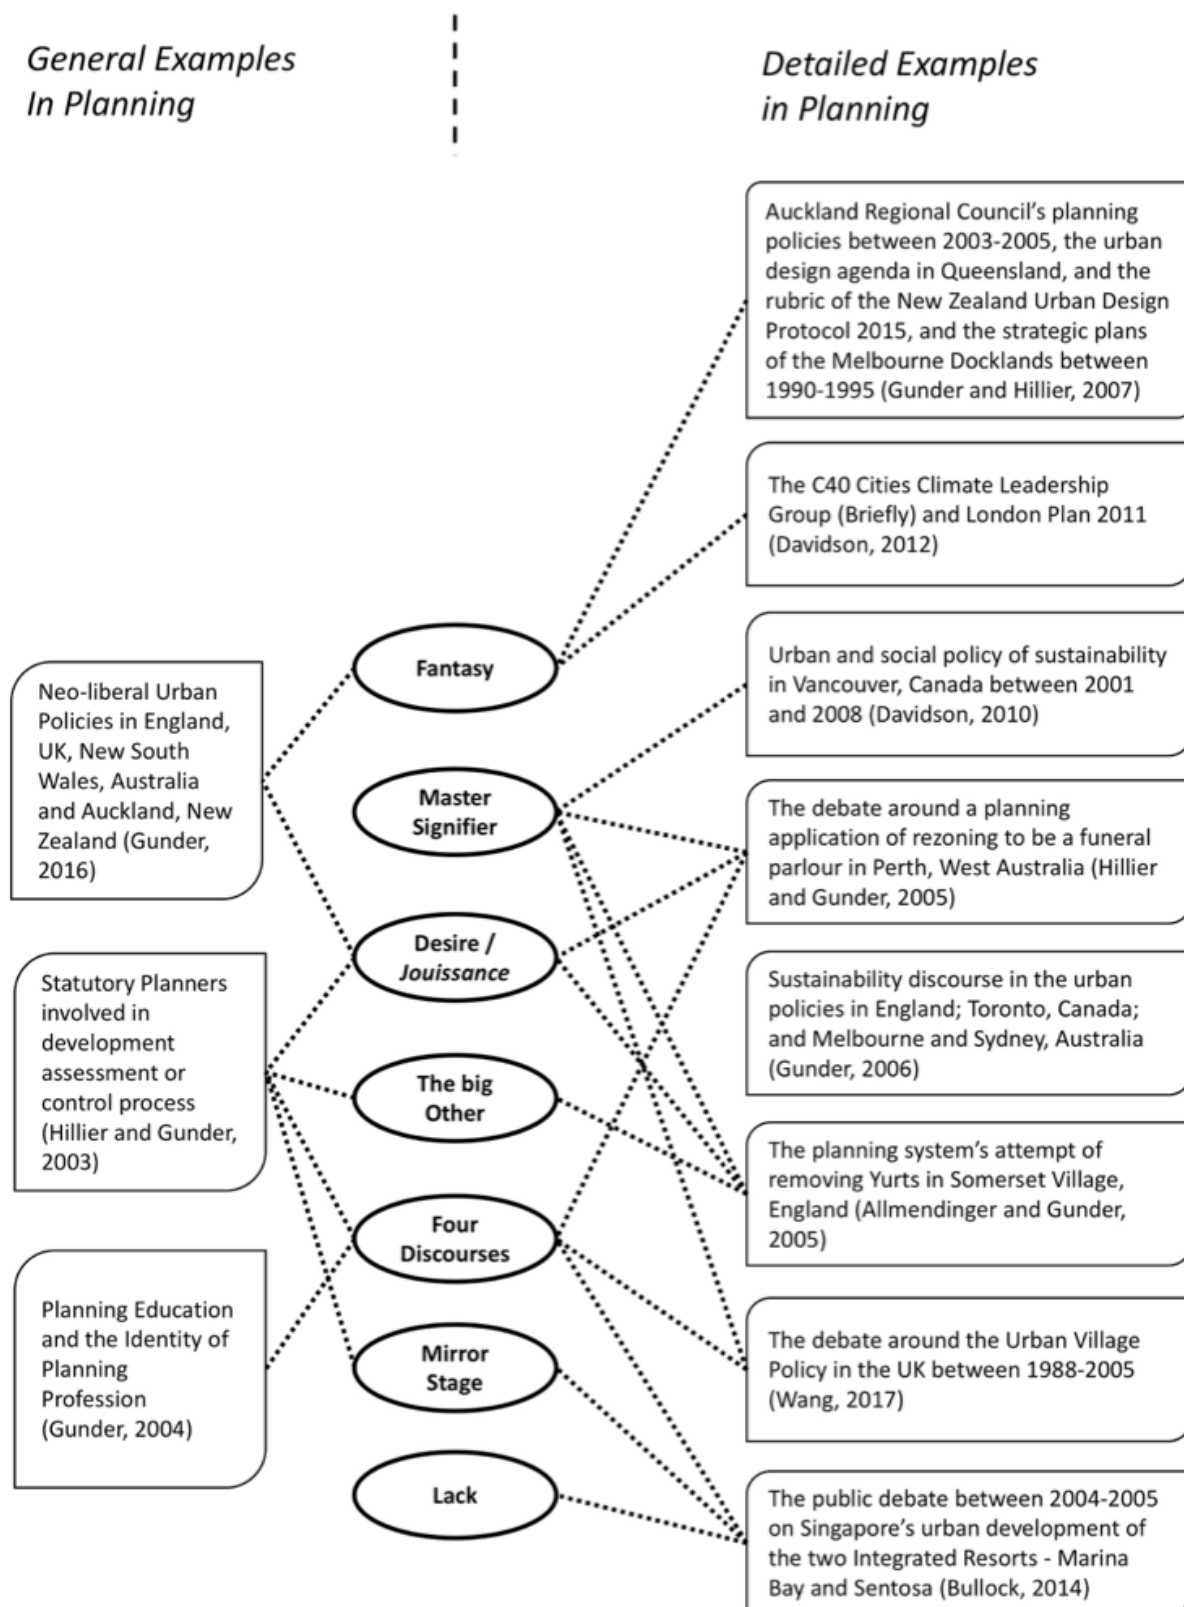 General Examples
In Planning
Detailed Examples
in Planning
Neo-liberal Urban
Policies in England,
UK, New South
Wales, Australia
and Auckland, New
Zealand (Gunder,
2016)
Statutory Planners
involved in
development
assessment or
control process
(Hillier and Gunder,
2003)
Planning Education
and the Identity of
Planning
Profession
(Gunder, 2004)
Fantasy
Master
Signifier
Desire /
Jouissance
The big
Other
Four
Discourses
Mirror
Stage
Lack
Auckland Regional Council's planning
policies between 2003-2005, the urban
design agenda in Queensland, and the
rubric of the New Zealand Urban Design
Protocol 2015, and the strategic plans
of the Melbourne Docklands between
1990-1995 (Gunder and Hillier, 2007)
The C40 Cities Climate Leadership
Group (Briefly) and London Plan 2011
(Davidson, 2012)
Urban and social policy of sustainability
in Vancouver, Canada between 2001
and 2008 (Davidson, 2010)
The debate around a planning
application of rezoning to be a funeral
parlour in Perth, West Australia (Hillier
and Gunder, 2005)
Sustainability discourse in the urban
policies in England; Toronto, Canada;
and Melbourne and Sydney, Australia
(Gunder, 2006)
The planning system's attempt of
removing Yurts in Somerset Village,
England (Allmendinger and Gunder,
2005)
The debate around the Urban Village
Policy in the UK between 1988-2005
(Wang, 2017)
The public debate between 2004-2005
on Singapore's urban development of
the two Integrated Resorts - Marina
Bay and Sentosa (Bullock, 2014)